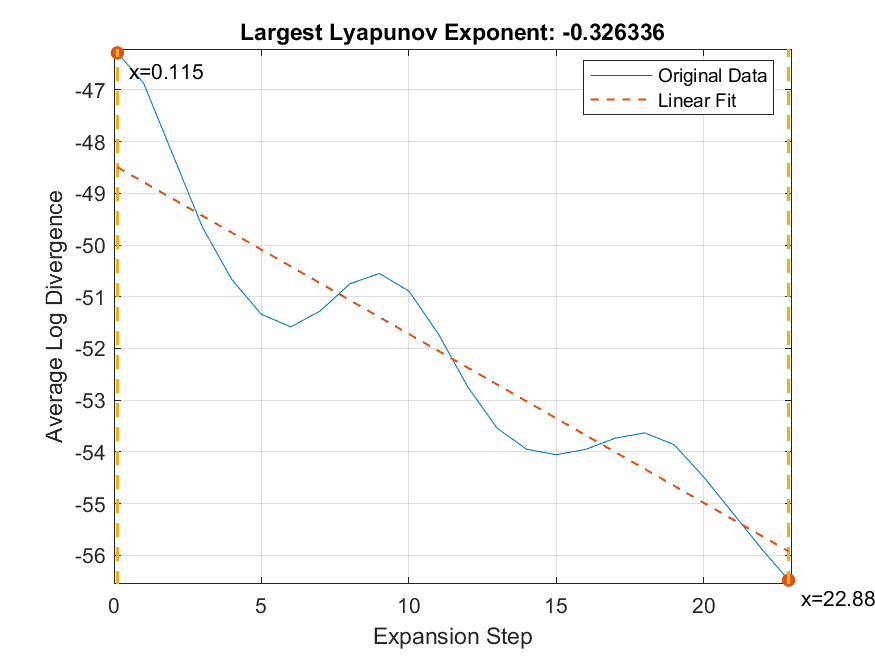 Largest Lyapunov Exponent: -0.326336
x=0.115
Original Data
Linear Fit
-47
-48
-49
-50
-51
-52
-53
-54
-55
-56
Average Log Divergence
x=22.88
0
5
10
15
20
Expansion Step